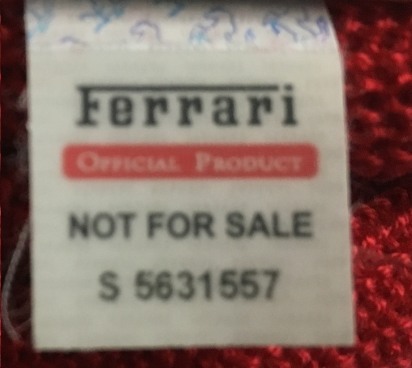 Ferrari
OFFICIAL PRODUCT
NOT FOR SALE
S 5631557